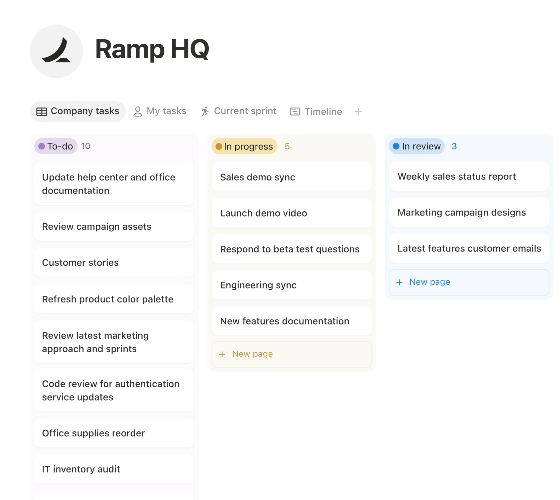 Ramp HQ
Company tasks
My tasks
Current sprint
Timeline
To-do 10
Update help center and office
documentation
Review campaign assets
Customer stories
Refresh product color palette
Review latest marketing
approach and sprints
Code review for authentication
service updates
Office supplies reorder
IT inventory audit
In progress 5
Sales demo sync
Launch demo video
Respond to beta test questions
Engineering sync
New features documentation
+ New page
In review 3
Weekly sales status report
Marketing campaign designs
Latest features customer emails
+ New page